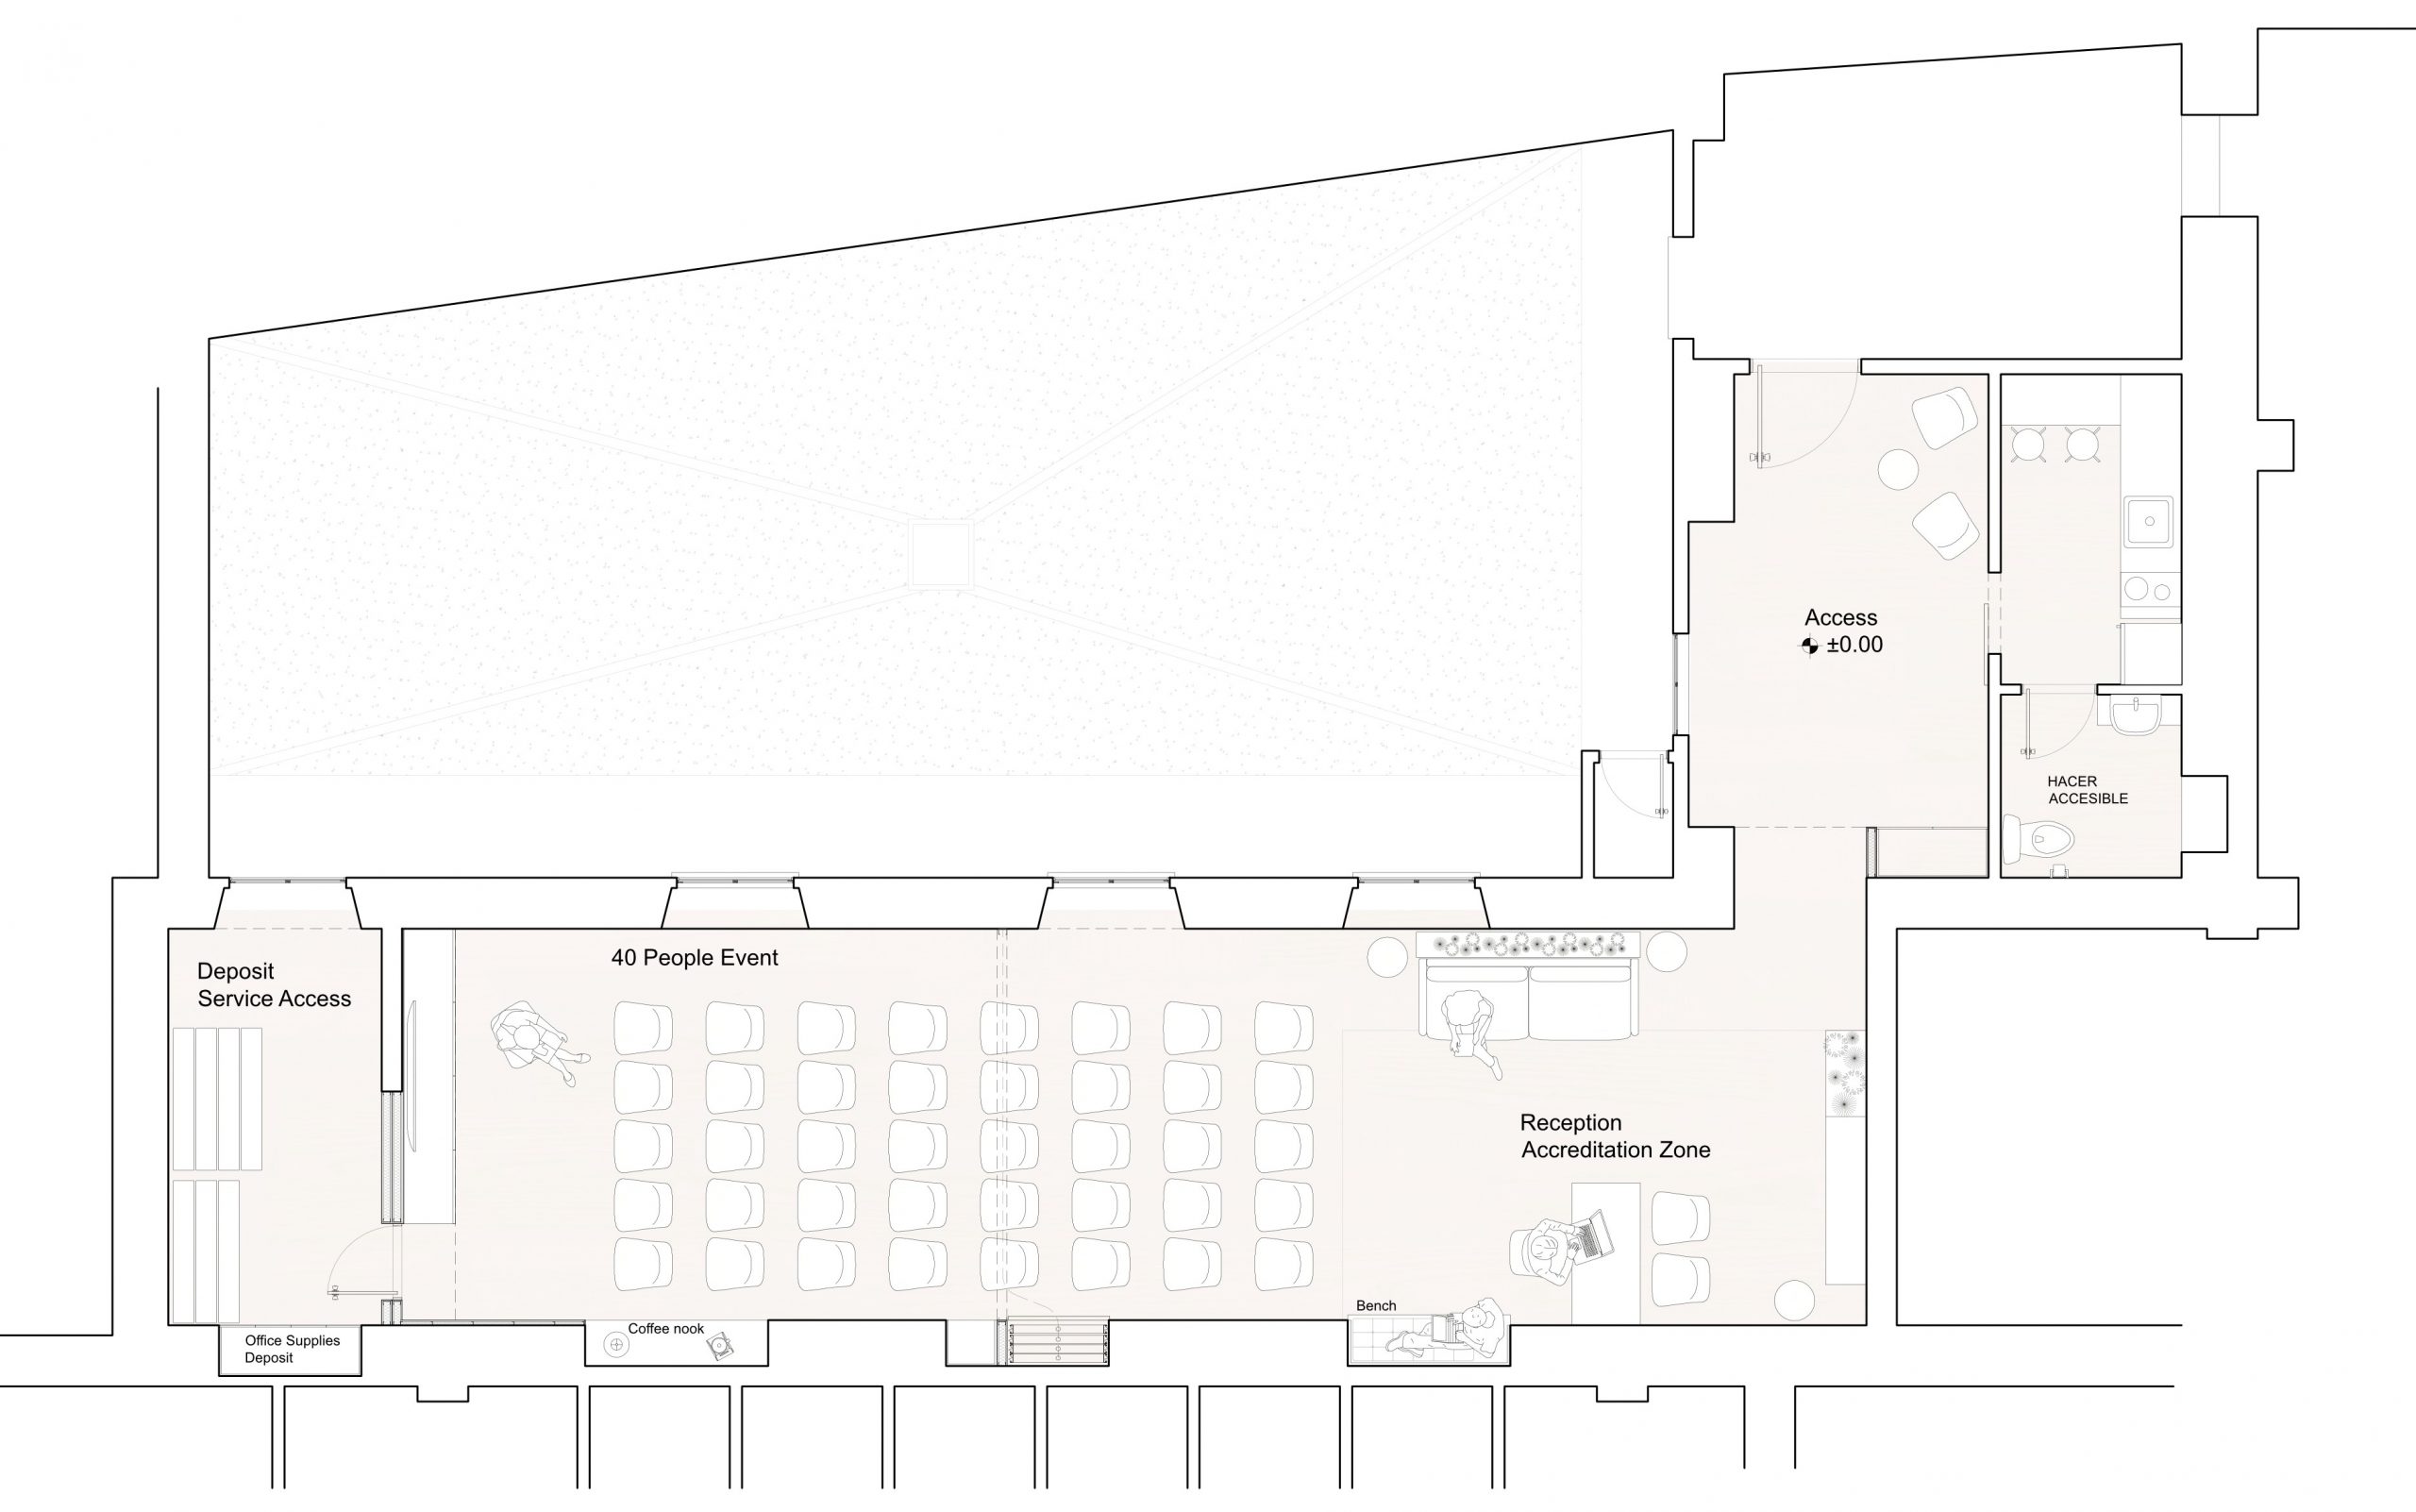 Access
±0.00
HACER
ACCESIBLE
40 People Event
Deposit
Service Access
Reception
Accreditation Zone
Bench
Coffee nook
Office Supplies
Deposit